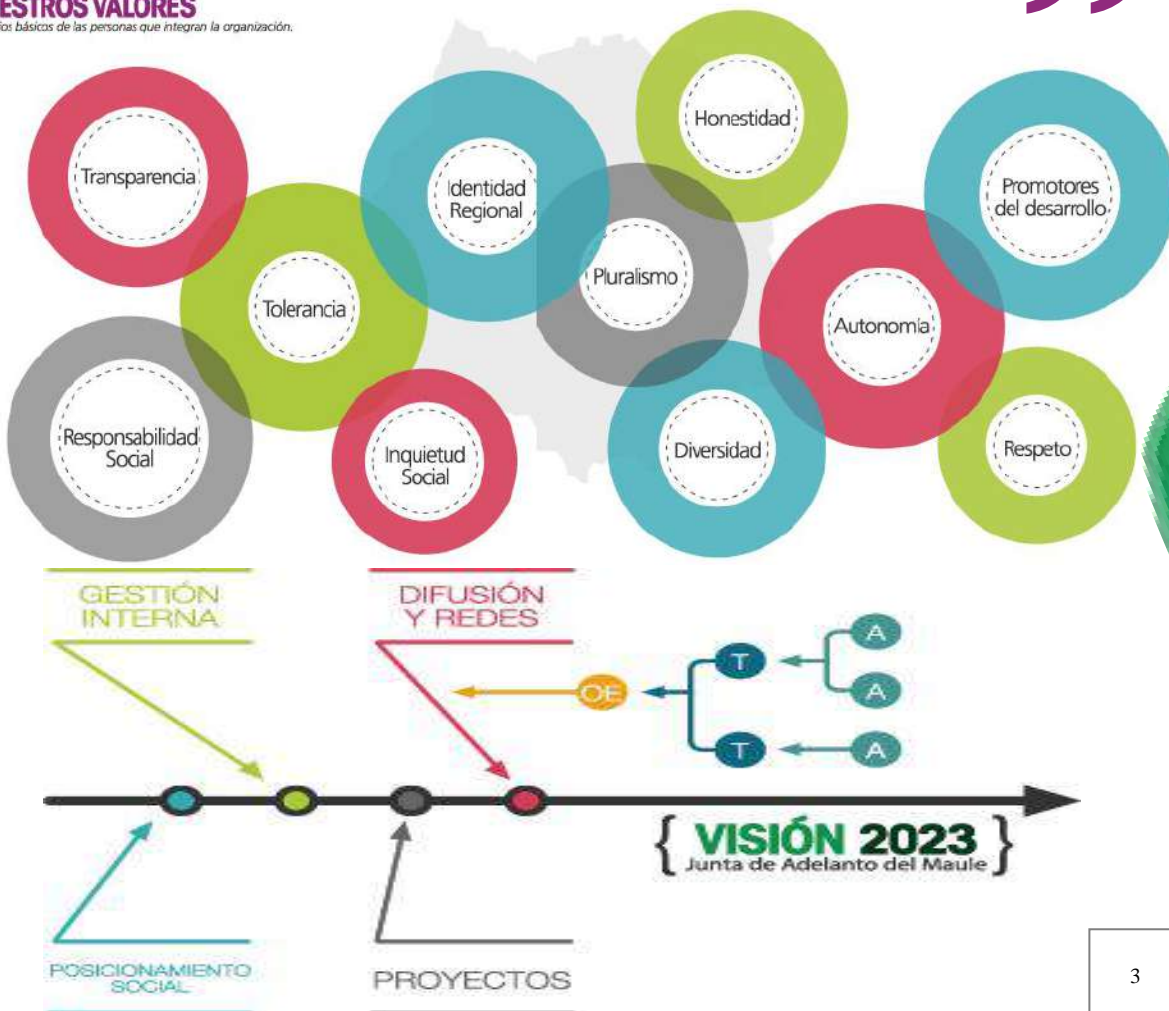 ESTROS VALORES
ios básicos de las personas que integran la organización.
Transparencia
Tolerancia
Identidad
Regional
Honestidad
Pluralismo
Promotores
del desarrollo
Autonomía
Responsabilidad
Social
Inquietud
Social
Diversidad
Respeto
GESTIÓN
INTERNA
DIFUSIÓN
Y REDES
OE
T
T
A
A
A
{ VISIÓN 2023 }
Junta de Adelanto del Maule
POSICIONAMIENTO
SOCIAL
PROYECTOS
3